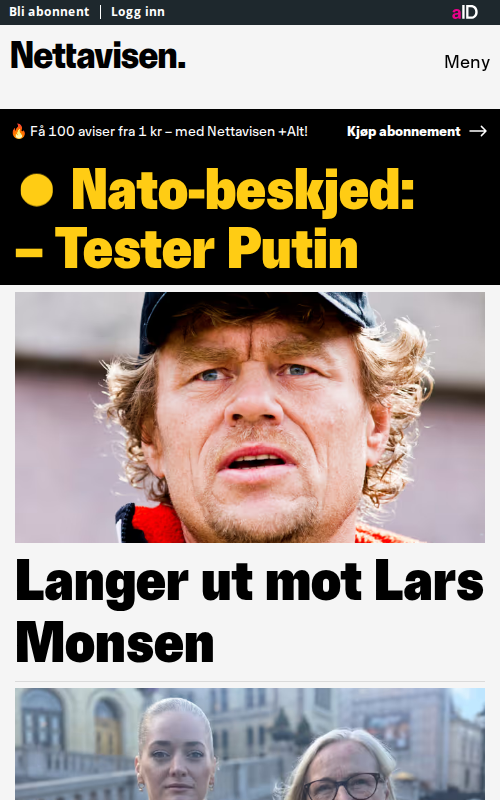 Bli abonnent | Logg inn
aID
Nettavisen.
Meny
🔥 Få 100 aviser fra 1 kr – med Nettavisen +Alt!
Kjøp abonnement →
Nato-beskjed:
– Tester Putin
Langer ut mot Lars
Monsen